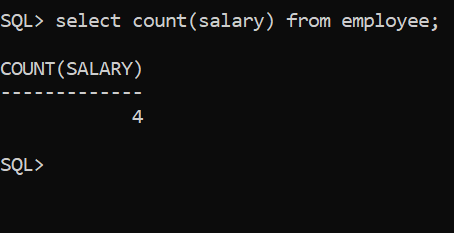 SQL> select count(salary) from employee;
COUNT(SALARY)
-------------
4
SQL>